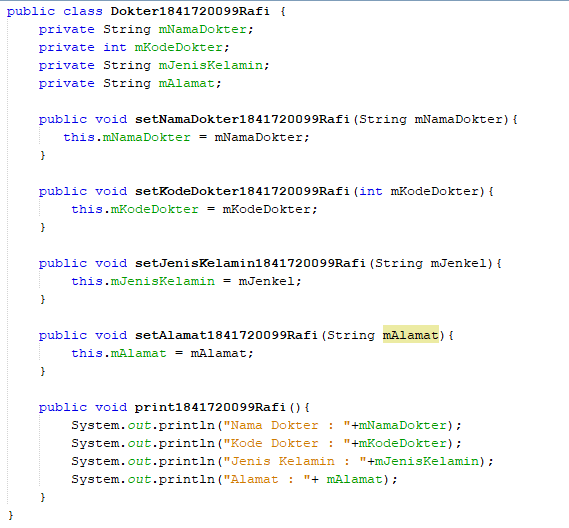 public class Dokter1841720099Rafi {
    private String mNamaDokter;
    private int mKodeDokter;
    private String mJenisKelamin;
    private String mAlamat;
    public void setNamaDokter1841720099Rafi(String mNamaDokter){
       this.mNamaDokter = mNamaDokter;
    }
    public void setKodeDokter1841720099Rafi(int mKodeDokter){
        this.mKodeDokter = mKodeDokter;
    }
    public void setJenisKelamin1841720099Rafi(String mJenkel){
        this.mJenisKelamin = mJenkel;
    }
    public void setAlamat1841720099Rafi(String mAlamat){
        this.mAlamat = mAlamat;
    }
    public void print1841720099Rafi(){
        System.out.println("Nama Dokter : "+mNamaDokter);
        System.out.println("Kode Dokter : "+mKodeDokter);
        System.out.println("Jenis Kelamin : "+mJenisKelamin);
        System.out.println("Alamat : "+ mAlamat);
    }
}